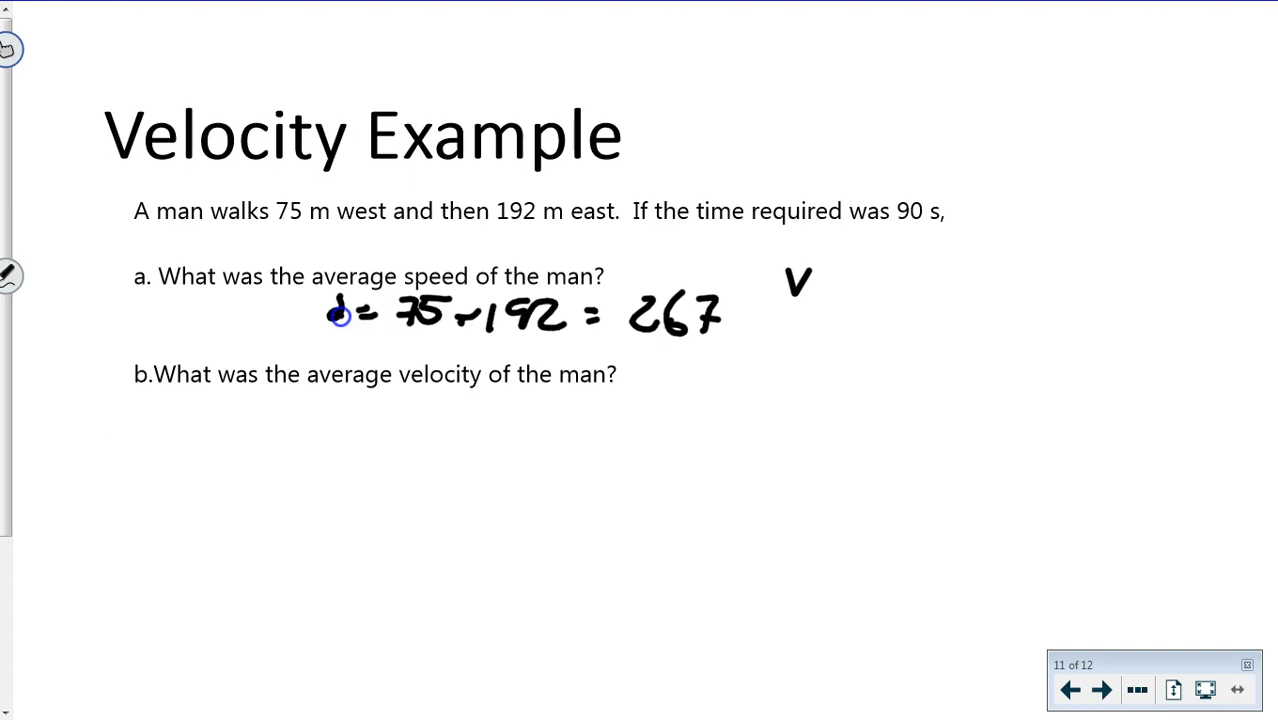 Velocity Example
A man walks 75 m west and then 192 m east. If the time required was 90 s,
a. What was the average speed of the man?
V
d = 75 + 192 = 267
b.What was the average velocity of the man?
11 of 12